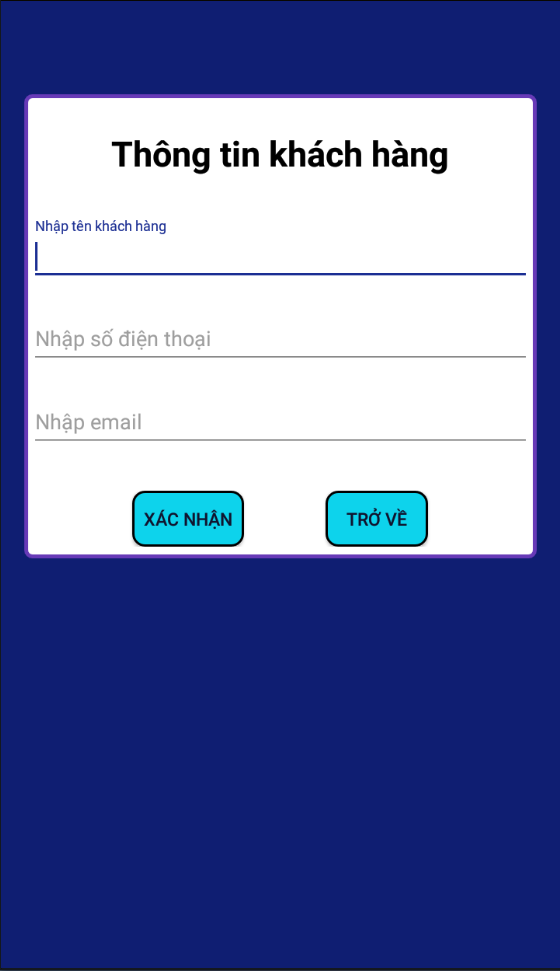 Thông tin khách hàng
Nhập tên khách hàng
Nhập số điện thoại
Nhập email
XÁC NHẬN
TRỞ VỀ